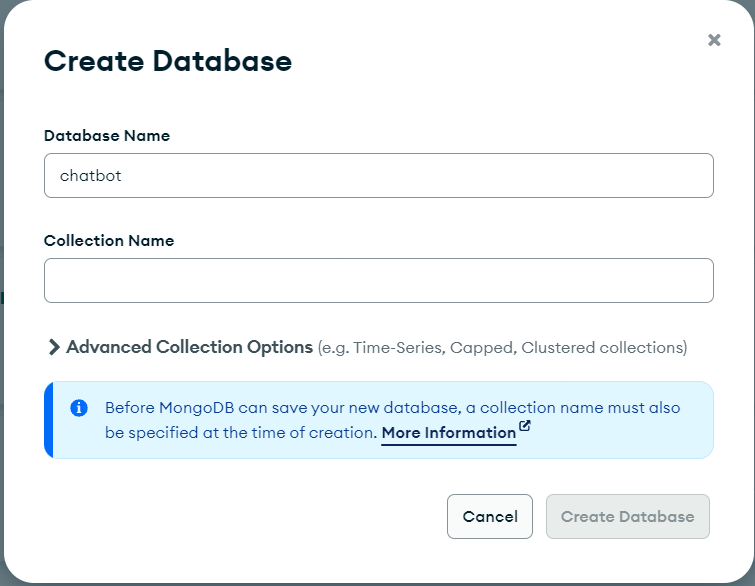 Create Database
Database Name
chatbot
Collection Name
Advanced Collection Options (e.g. Time-Series, Capped, Clustered collections)
Before MongoDB can save your new database, a collection name must also
be specified at the time of creation. More Information
Cancel
Create Database